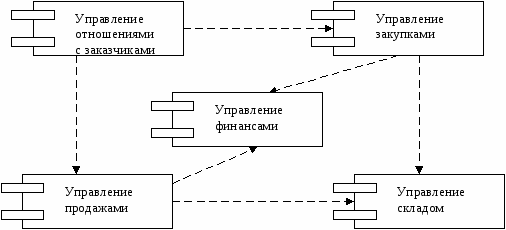 Управление
отношениями
с заказчиками
Управление
закупками
Управление
финансами
Управление
продажами
Управление
складом